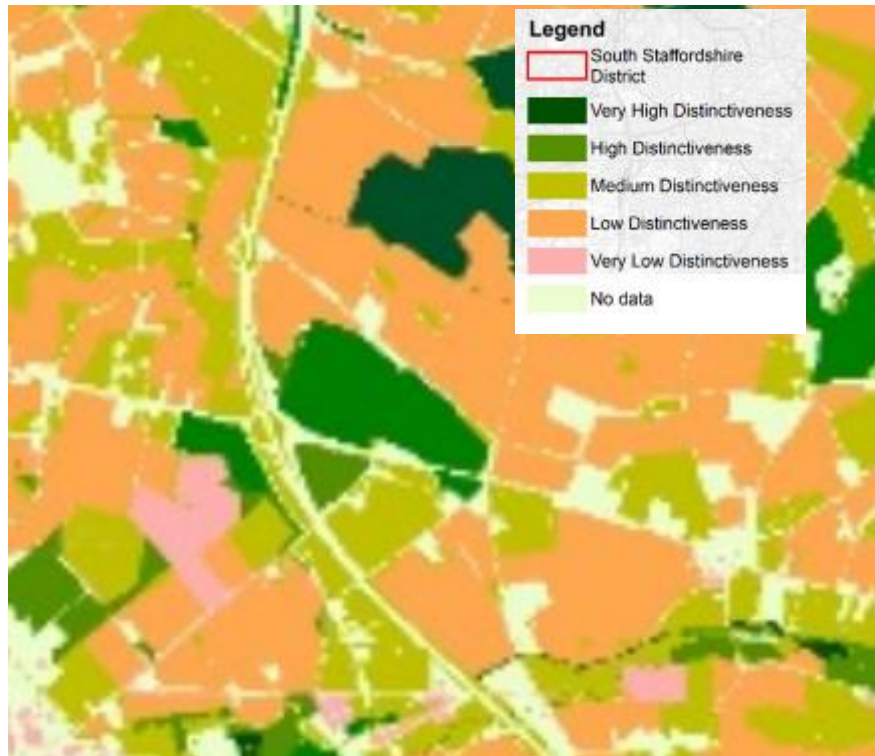 Legend
South Staffordshire
District
Very High Distinctiveness
High Distinctiveness
Medium Distinctiveness
Low Distinctiveness
Very Low Distinctiveness
No data